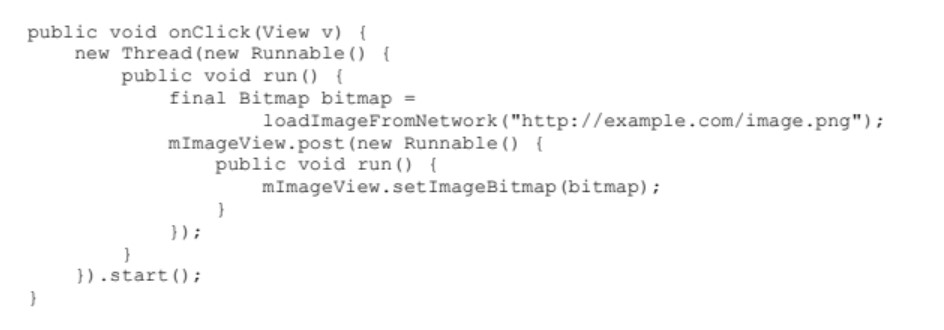 public void onClick(View v) {
    new Thread(new Runnable() {
        public void run() {
            final Bitmap bitmap =
                    loadImageFromNetwork("http://example.com/image.png");
            mImageView.post(new Runnable() {
                public void run() {
                    mImageView.setImageBitmap(bitmap);
                }
            });
        }
    }).start();
}